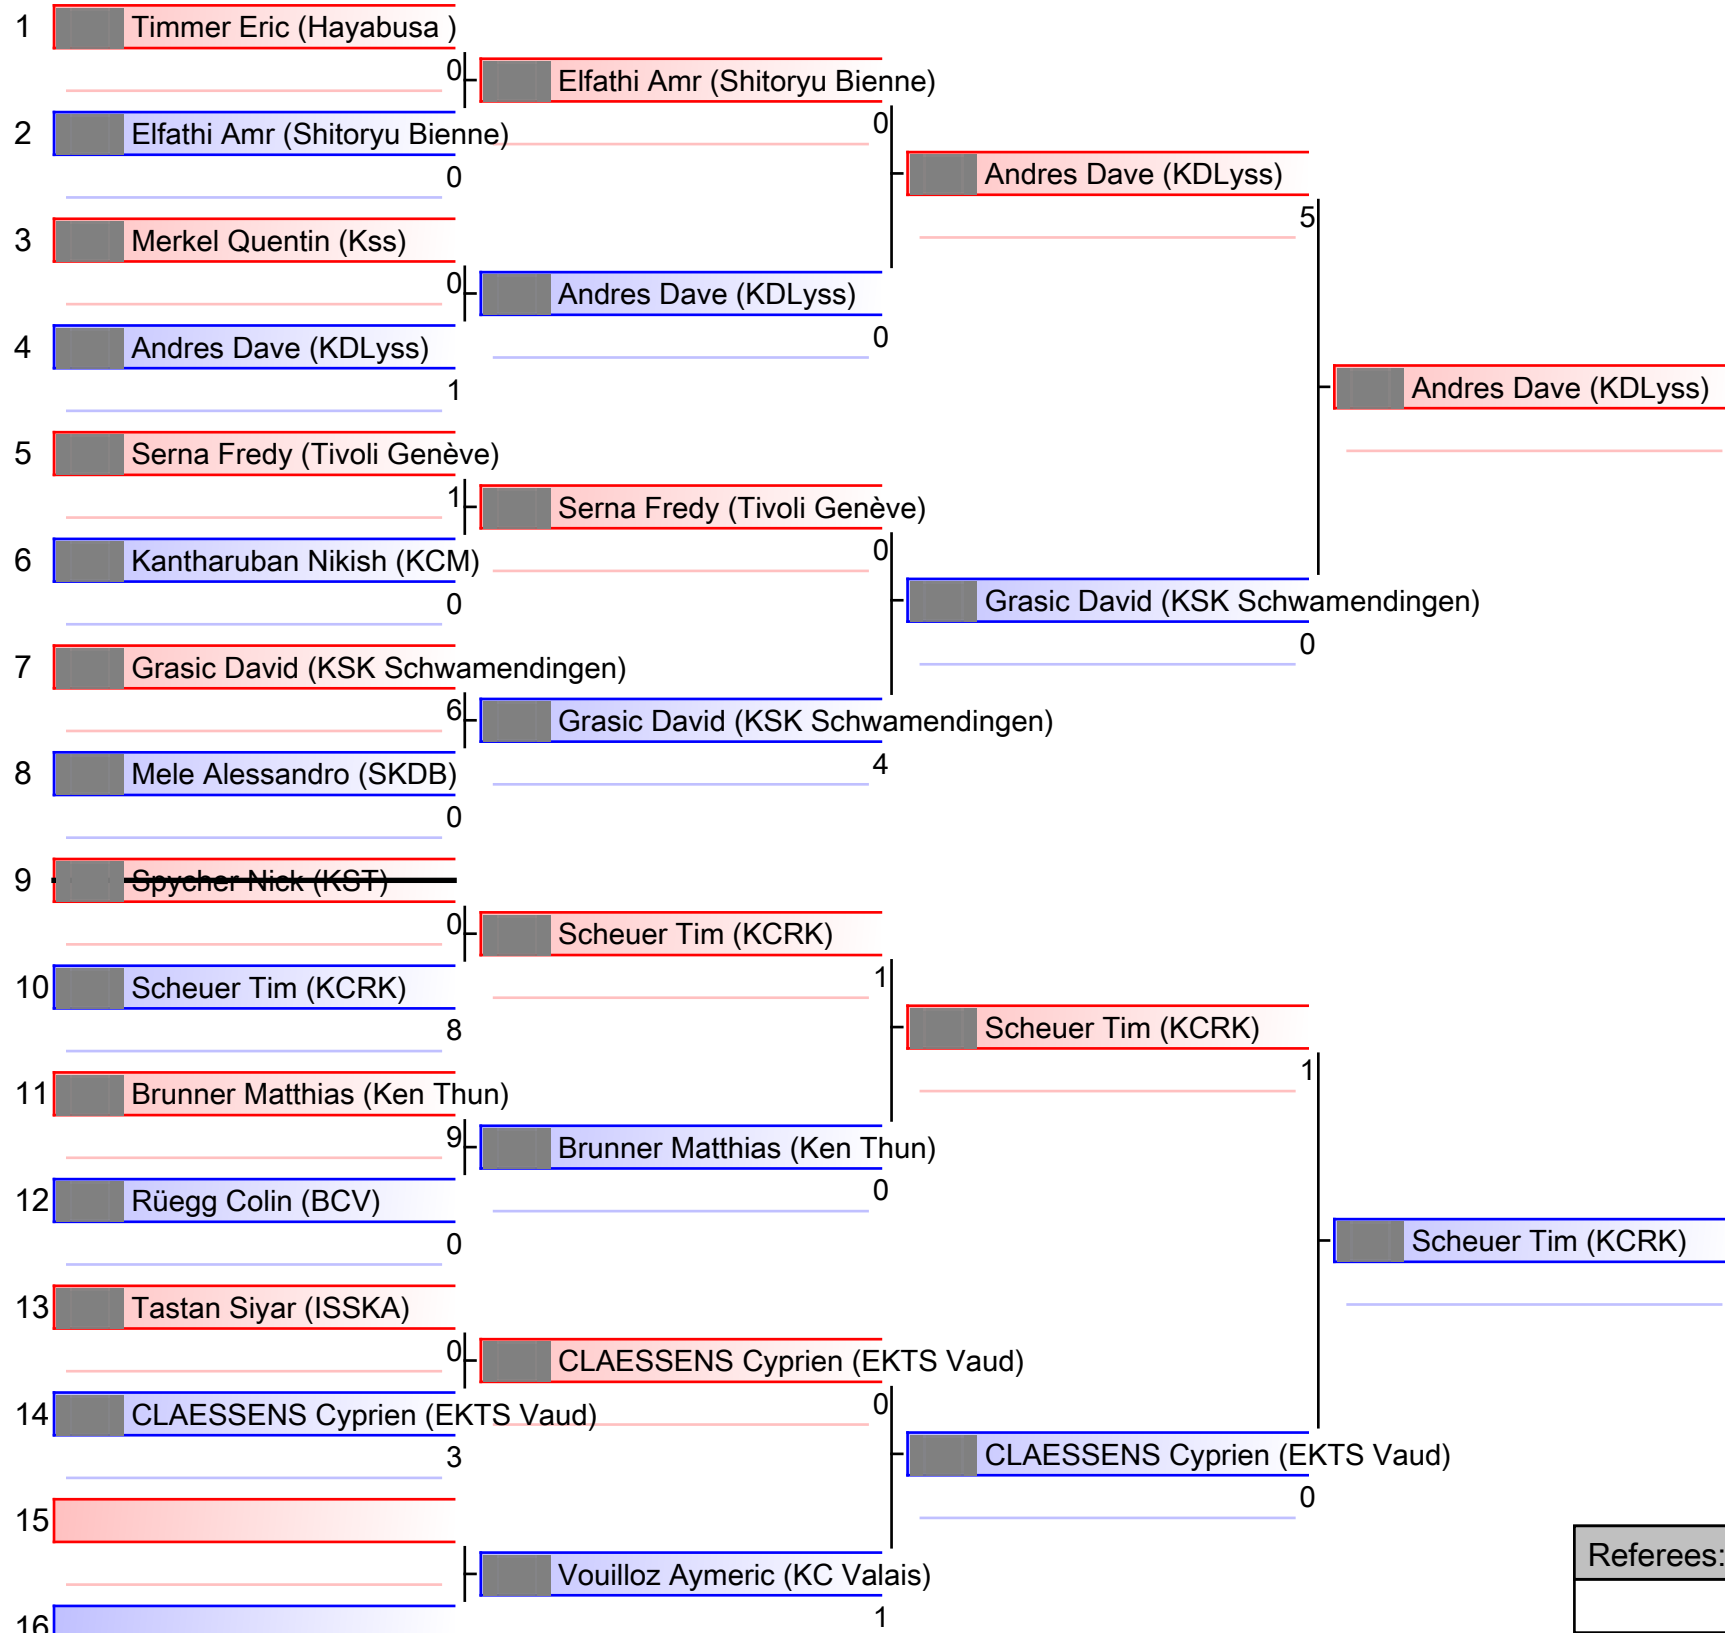 1 Timmer Eric (Hayabusa )
0
2 Elfathi Amr (Shitoryu Bienne)
0
3 Merkel Quentin (Kss)
0
4 Andres Dave (KDLyss)
1
5 Serna Fredy (Tivoli Genève)
1
6 Kantharuban Nikish (KCM)
0
7 Grasic David (KSK Schwamendingen)
6
8 Mele Alessandro (SKDB)
0
9 Spycher Nick (KST)
0
10 Scheuer Tim (KCRK)
8
11 Brunner Matthias (Ken Thun)
9
12 Rüegg Colin (BCV)
0
13 Tastan Siyar (ISSKA)
0
14 CLAESSENS Cyprien (EKTS Vaud)
3
15
16
Elfathi Amr (Shitoryu Bienne)
0
Andres Dave (KDLyss)
0
Serna Fredy (Tivoli Genève)
0
Grasic David (KSK Schwamendingen)
4
Scheuer Tim (KCRK)
1
Brunner Matthias (Ken Thun)
0
CLAESSENS Cyprien (EKTS Vaud)
0
Vouilloz Aymeric (KC Valais)
1
Andres Dave (KDLyss)
5
Grasic David (KSK Schwamendingen)
0
Scheuer Tim (KCRK)
1
CLAESSENS Cyprien (EKTS Vaud)
0
Andres Dave (KDLyss)
Scheuer Tim (KCRK)
Referees: